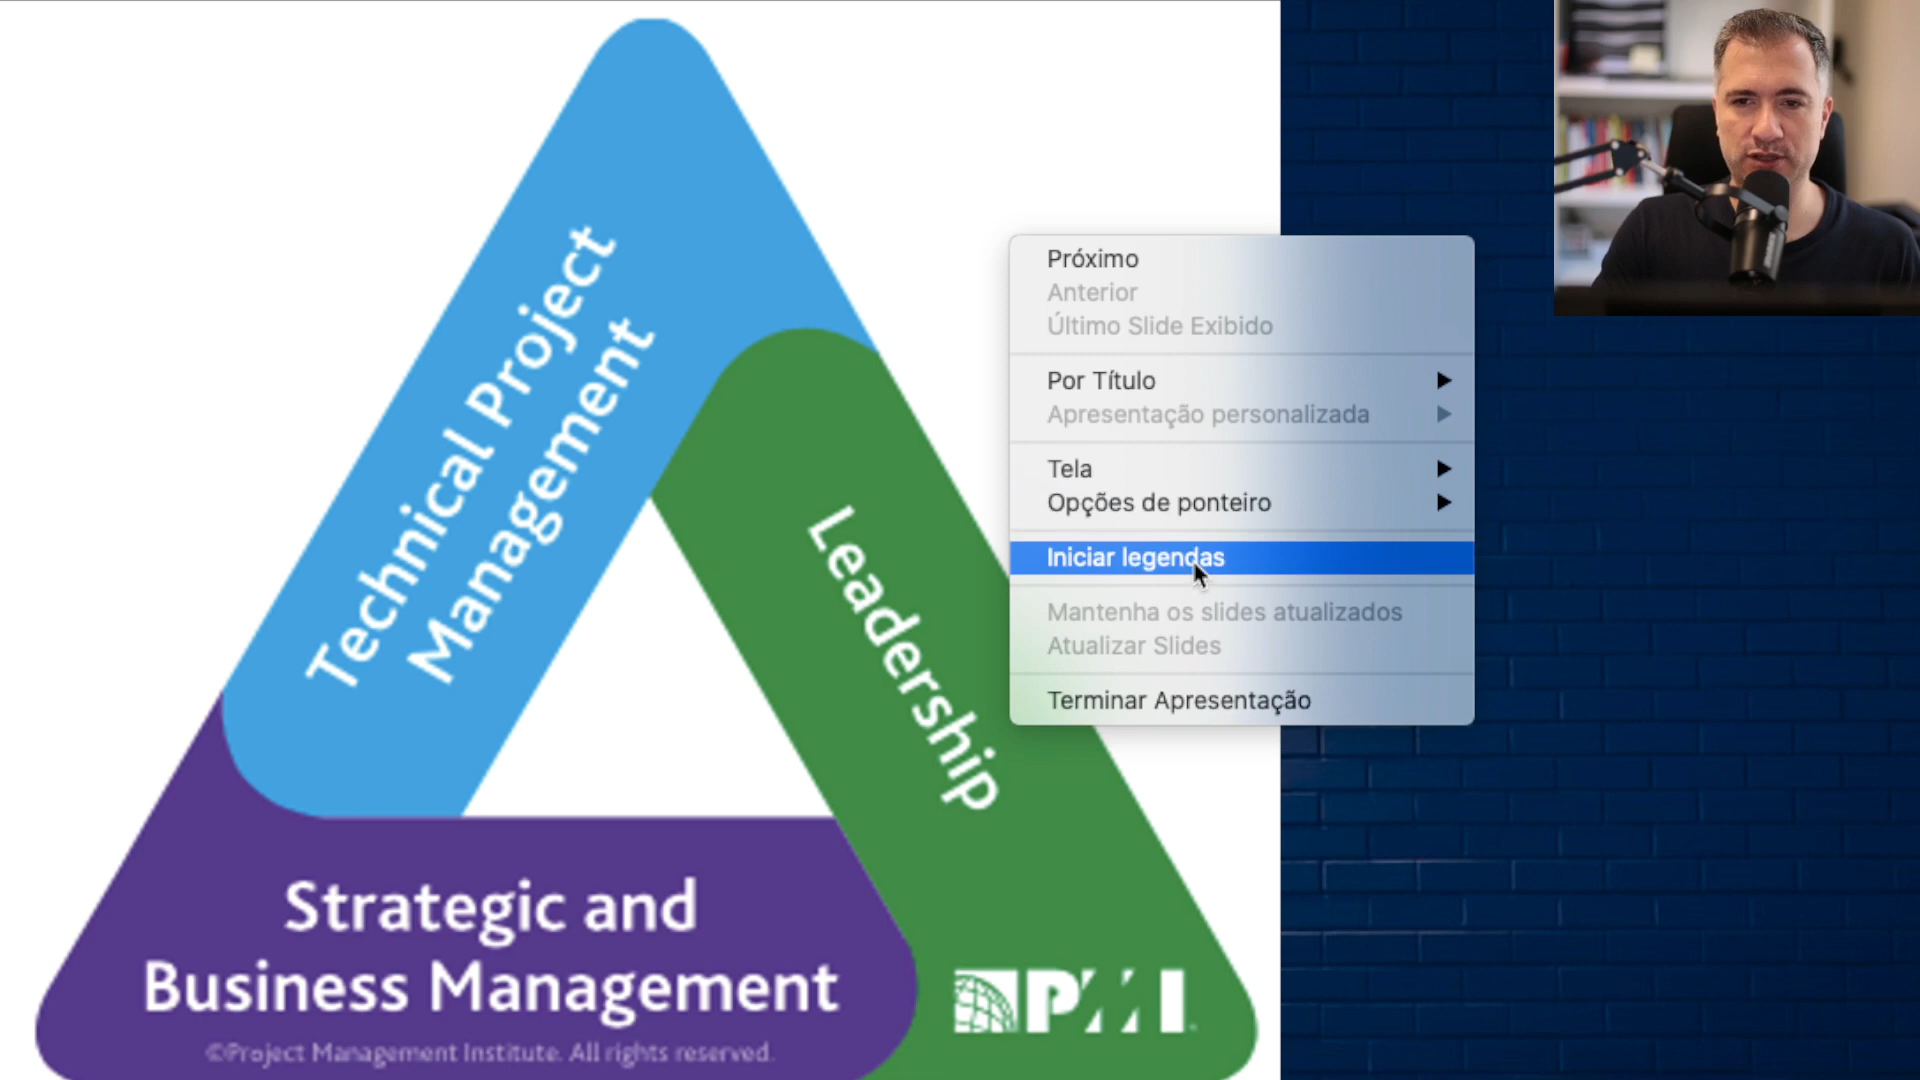 Technical Project
Management
Leadership
Strategic and
Business Management
©Project Management Institute. All rights reserved.
PMI
Próximo
Anterior
Último Slide Exibido
Por Título
Apresentação personalizada
Tela
Opções de ponteiro
Iniciar legendas
Mantenha os slides atualizados
Atualizar Slides
Terminar Apresentação